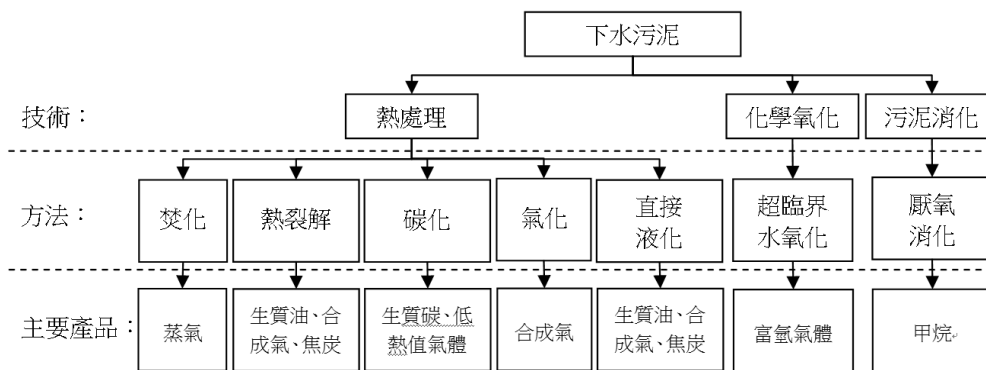 下水污泥
技術：
熱處理
化學氧化
污泥消化
方法：
焚化
熱裂解
碳化
氣化
直接
液化
超臨界
水氧化
厭氧
消化
主要產品：
蒸氣
生質油、合
成氣、焦炭
生質碳、低
熱值氣體
合成氣
生質油、合
成氣、焦炭
富氫氣體
甲烷